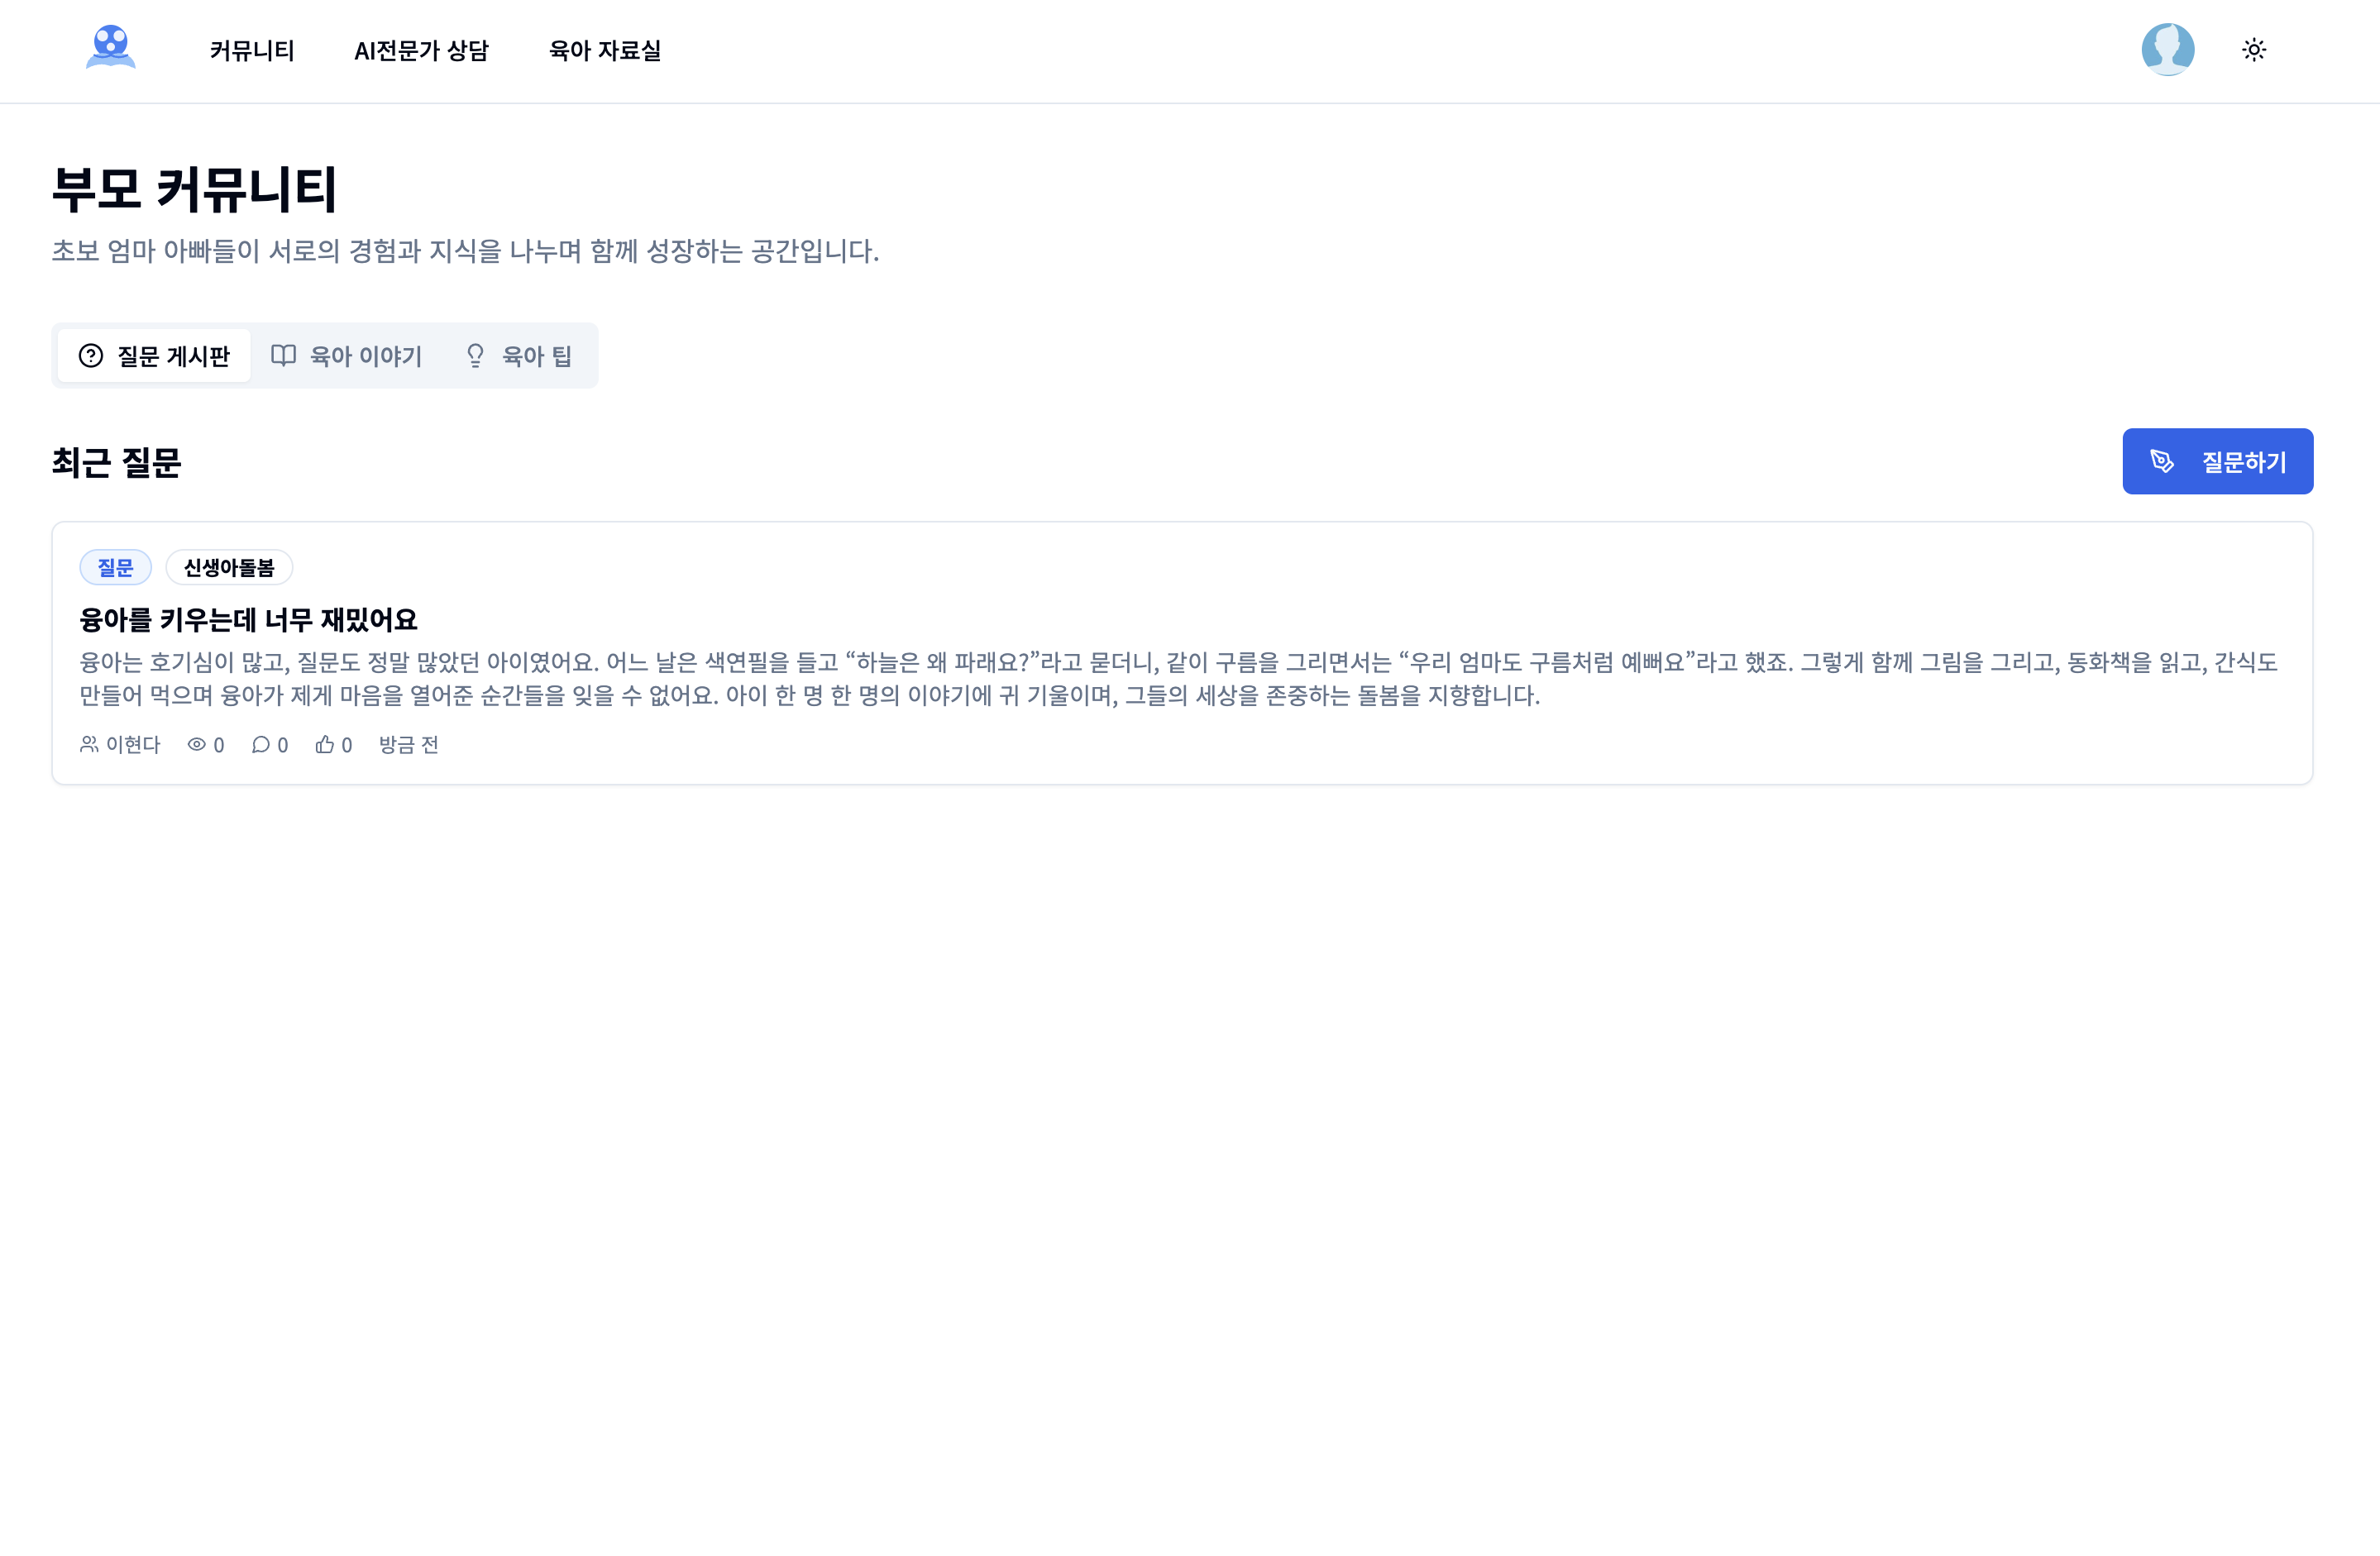 커뮤니티 AI전문가 상담 육아 자료실
부모 커뮤니티
초보 엄마 아빠들이 서로의 경험과 지식을 나누며 함께 성장하는 공간입니다.
질문 게시판 육아 이야기 육아 팁
최근 질문 질문하기
질문 신생아돌봄
융아를 키우는데 너무 재밌어요
융아는 호기심이 많고, 질문도 정말 많았던 아이였어요. 어느 날은 색연필을 들고 “하늘은 왜 파래요?”라고 묻더니, 같이 구름을 그리면서는 “우리 엄마도 구름처럼 예뻐요”라고 했죠. 그렇게 함께 그림을 그리고, 동화책을 읽고, 간식도
만들어 먹으며 융아가 제게 마음을 열어준 순간들을 잊을 수 없어요. 아이 한 명 한 명의 이야기에 귀 기울이며, 그들의 세상을 존중하는 돌봄을 지향합니다.
이현다 0 0 0 방금 전